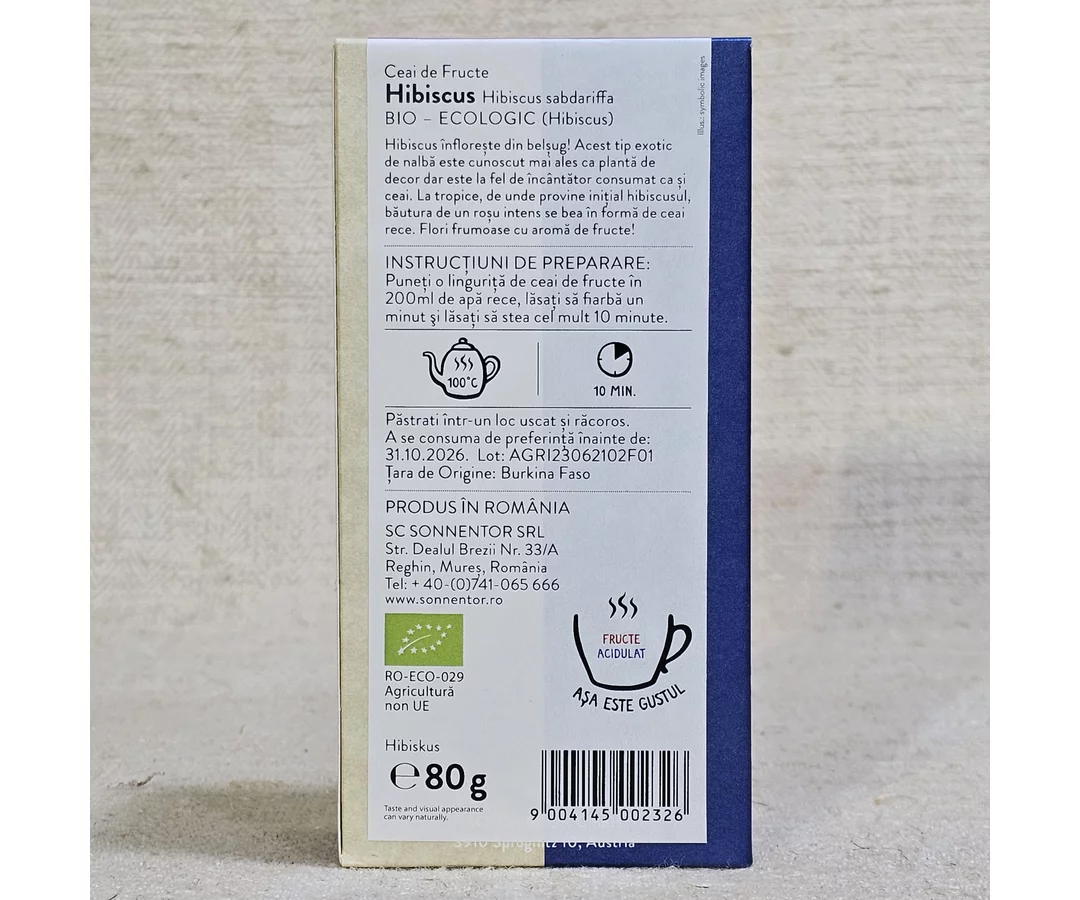 Ceai de Fructe
Hibiscus Hibiscus sabdariffa
BIO – ECOLOGIC (Hibiscus)
Hibiscus înflorește din belșug! Acest tip exotic
de nalbă este cunoscut mai ales ca plantă de
decor dar este la fel de încântător consumat ca și
ceai. La tropice, de unde provine inițial hibiscusul,
băutura de un roșu intens se bea în formă de ceai
rece. Flori frumoase cu aromă de fructe!
INSTRUCȚIUNI DE PREPARARE:
Puneți o linguriță de ceai de fructe în
200ml de apă rece, lăsați să fiarbă un
minut şi lăsați să stea cel mult 10 minute.
100°C
10 MIN.
Păstrati într-un loc uscat și răcoros.
A se consuma de preferință înainte de:
31.10.2026. Lot: AGRI23062102F01
Țara de Origine: Burkina Faso
PRODUS ÎN ROMÂNIA
SC SONNENTOR SRL
Str. Dealul Brezii Nr. 33/A
Reghin, Mureș, România
Tel: + 40-(0)741-065 666
www.sonnentor.ro
FRUCTE
ACIDULAT
AȘA ESTE GUSTUL
RO-ECO-029
Agricultură
non UE
Hibiskus
℮80g
Taste and visual appearance
can vary naturally.
9 004145 002326
3910 Sprögnitz 10, Austria
Illus.: symbolic images